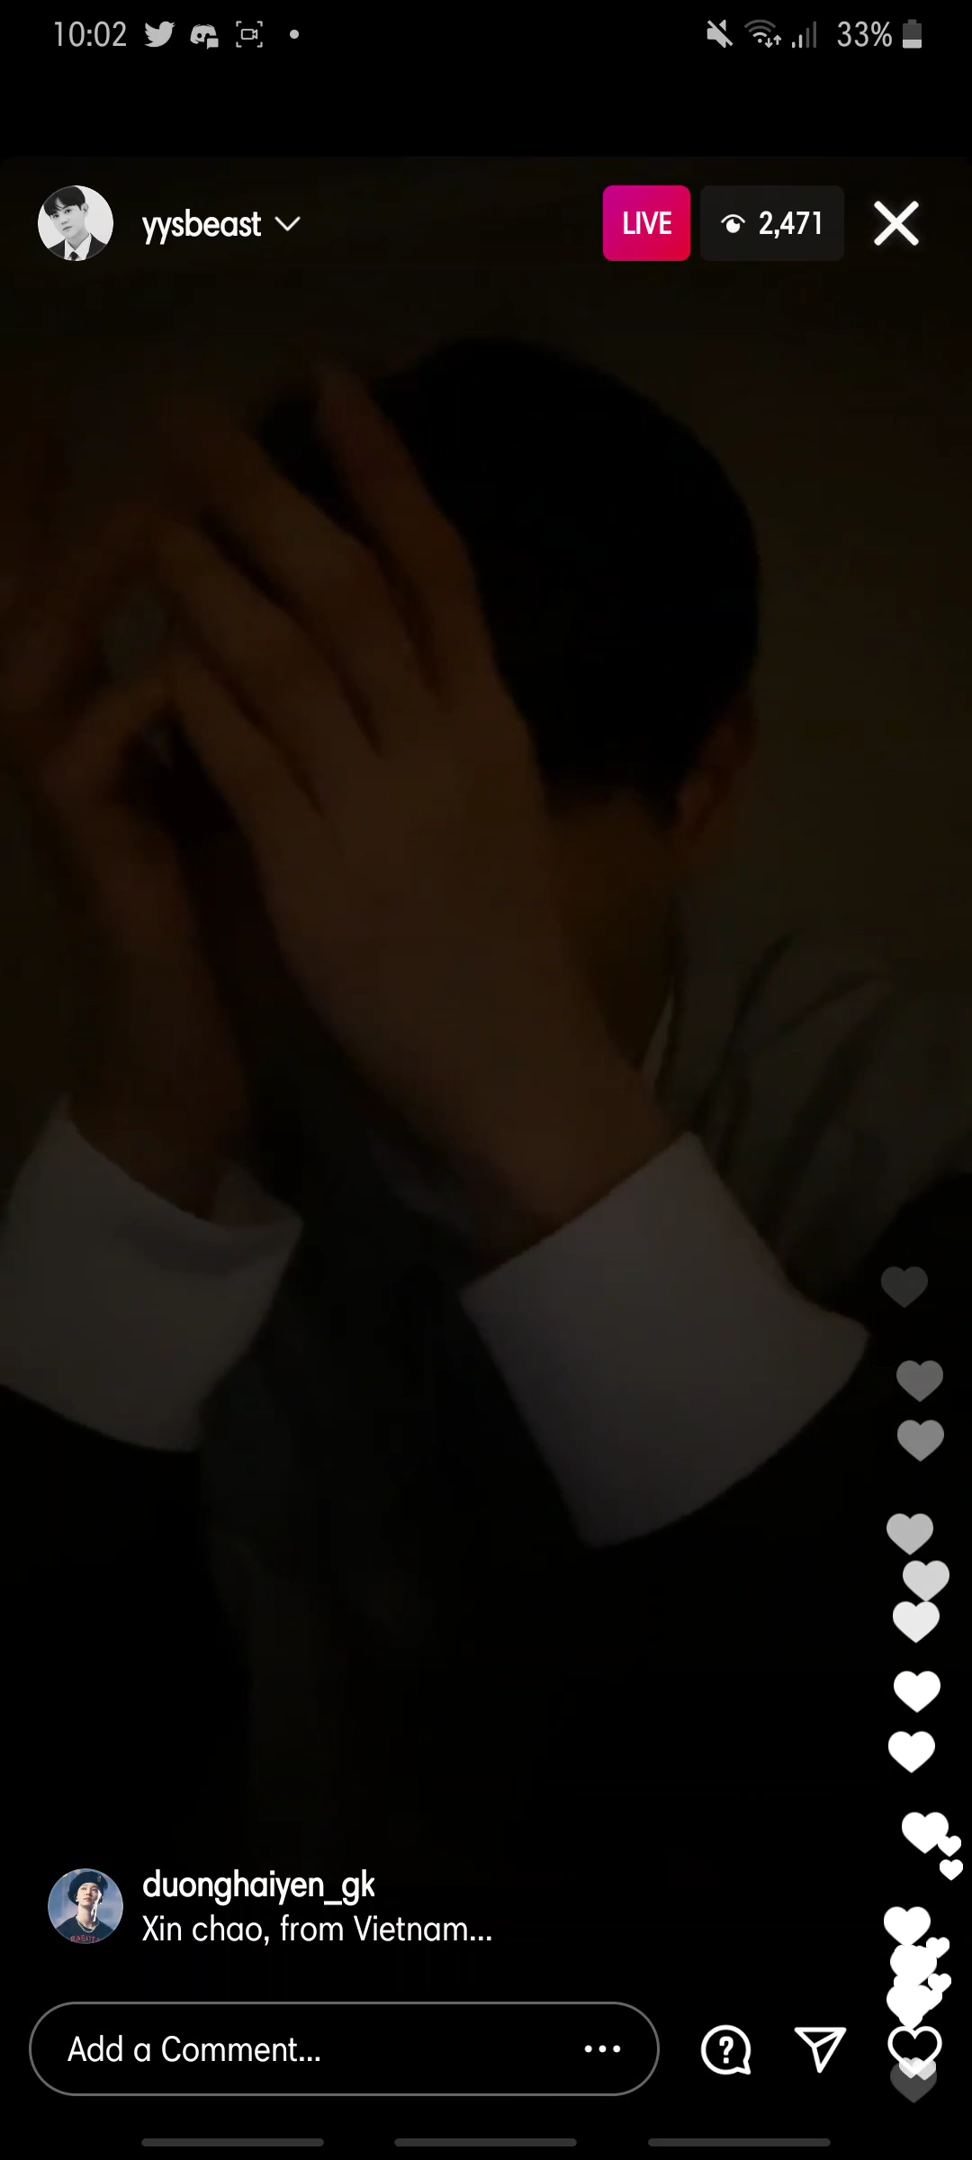 10:02
33%
yysbeast
LIVE
2,471
duonghaiyen_gk
Xin chao, from Vietnam...
Add a Comment...